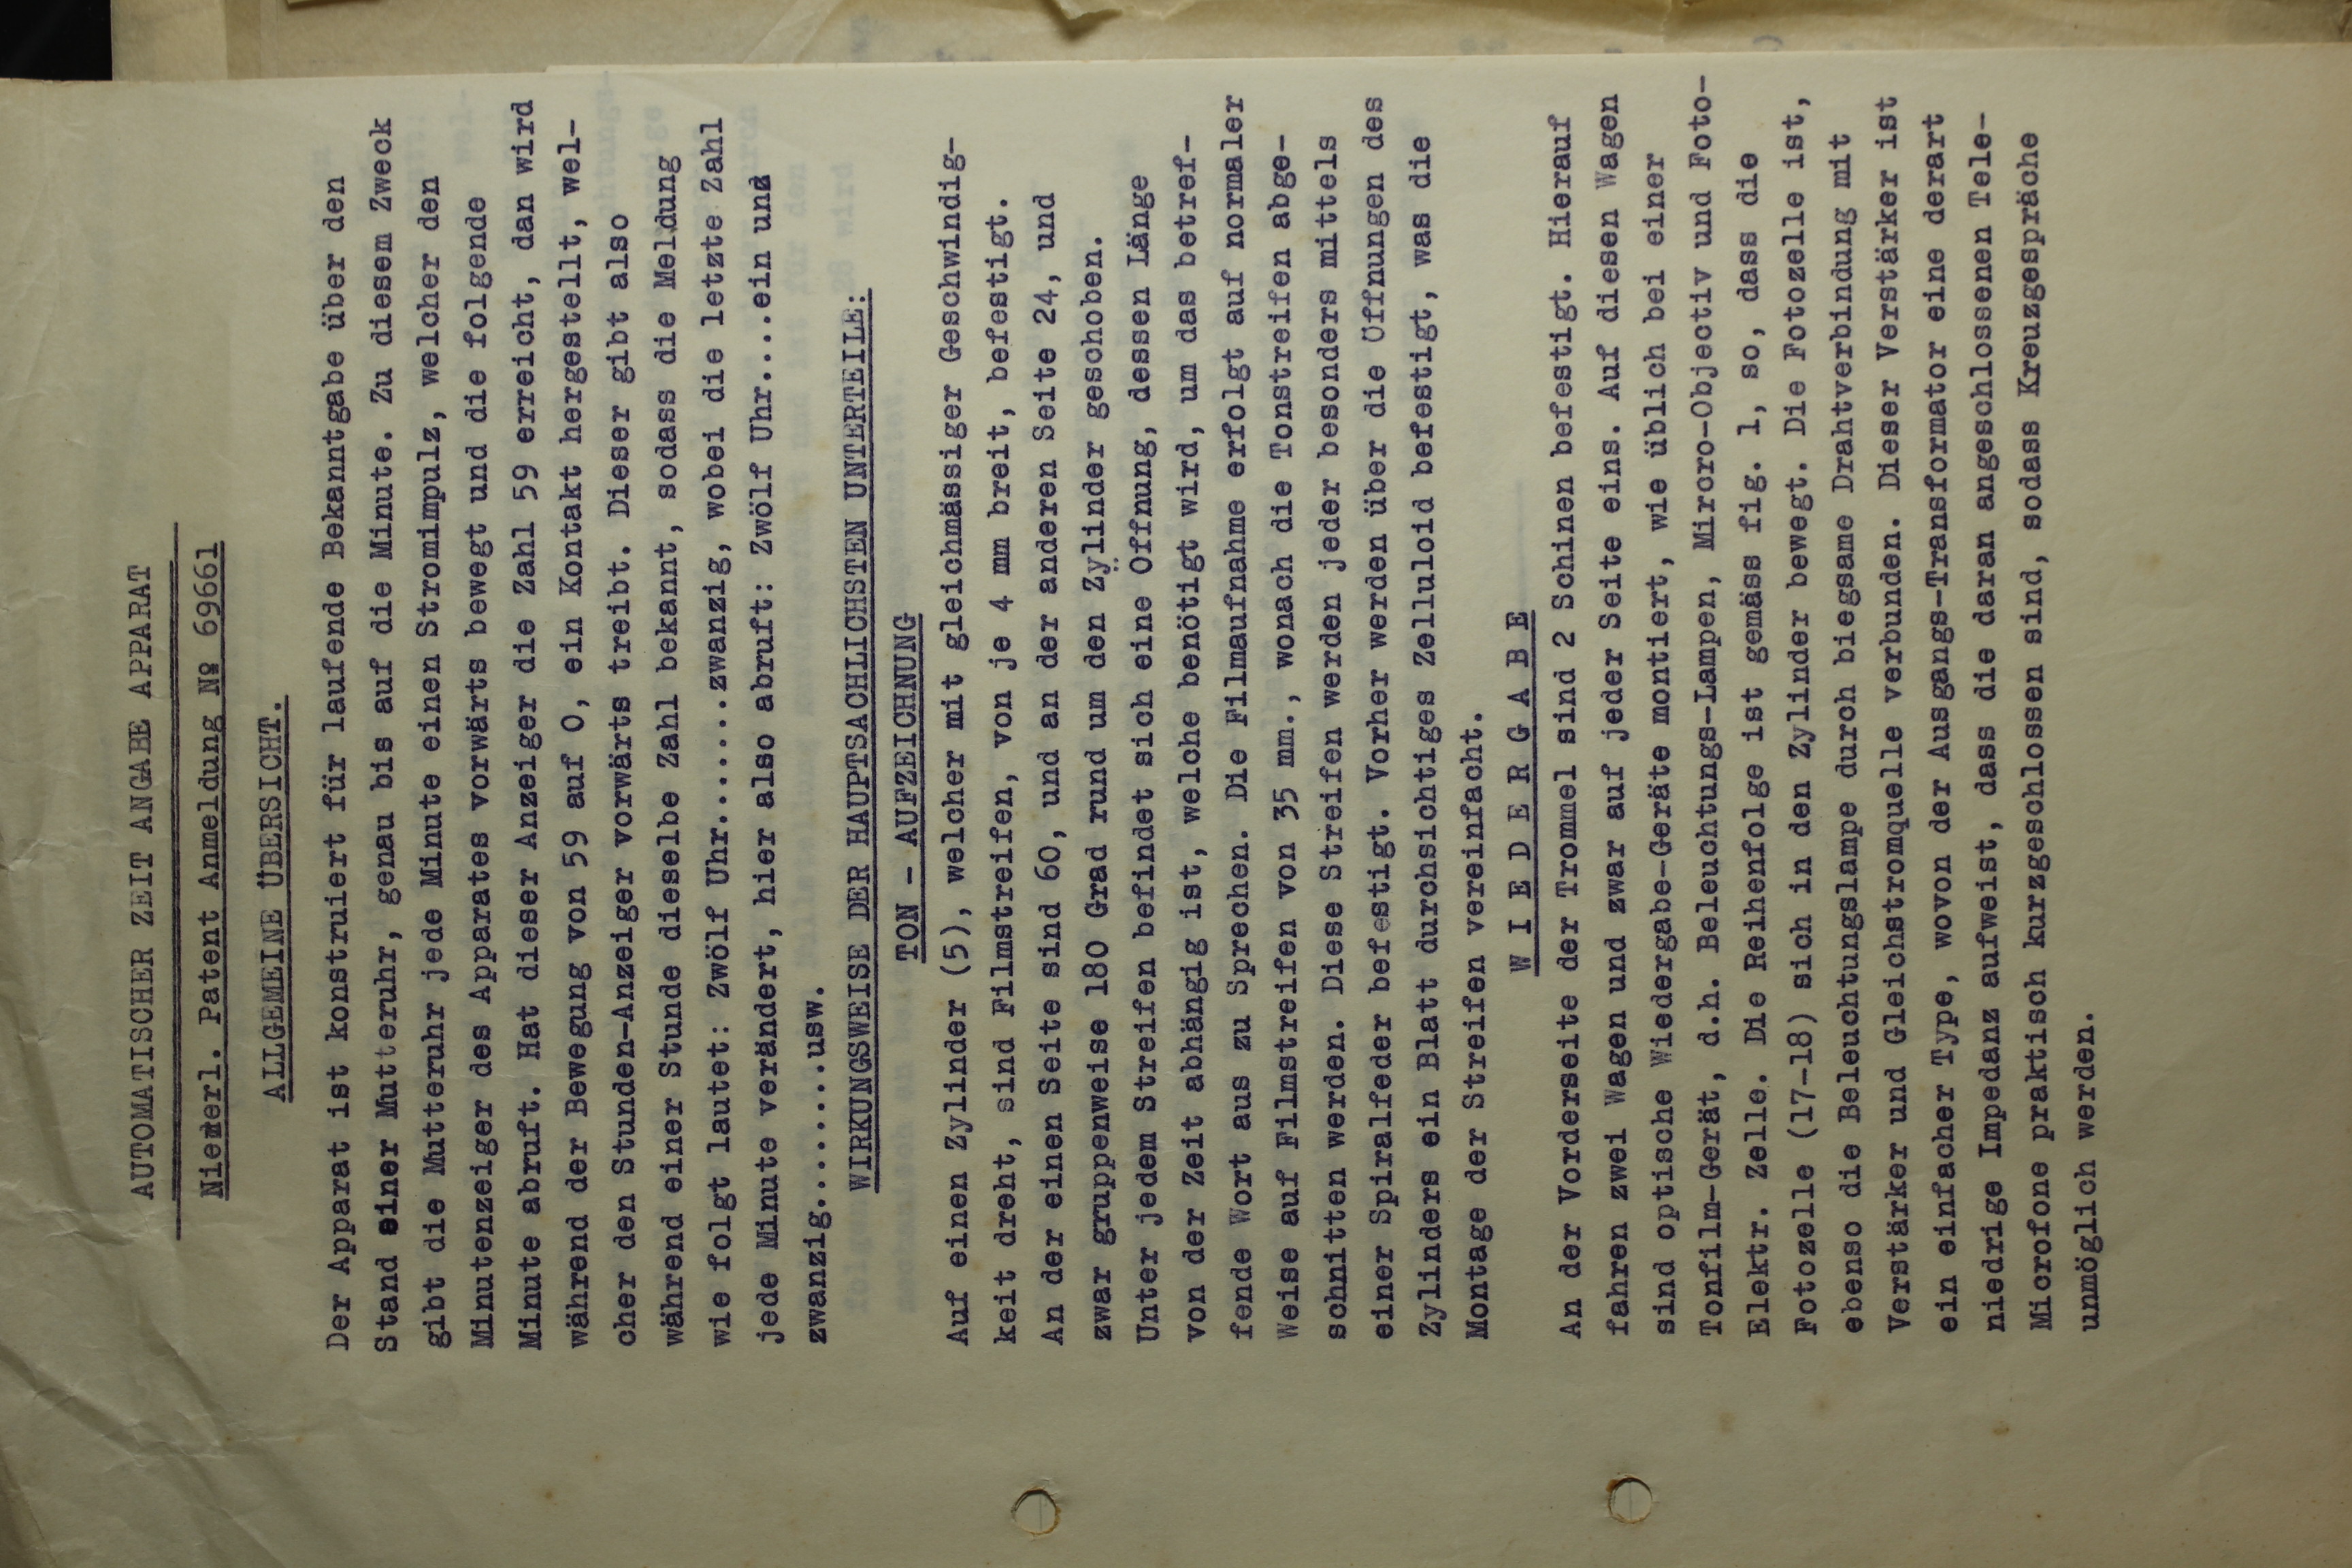 AUTOMATISCHER ZEIT ANGABE APPARAT
Niederl. Patent Anmeldung № 69661
ALLGEMEINE ÜBERSICHT.
Der Apparat ist konstruiert für laufende Bekanntgabe über den
Stand einer Mutteruhr, genau bis auf die Minute. Zu diesem Zweck
gibt die Mutteruhr jede Minute einen Stromimpulz, welcher den
Minutenzeiger des Apparates vorwärts bewegt und die folgende
Minute abruft. Hat dieser Anzeiger die Zahl 59 erreicht, dan wird
während der Bewegung von 59 auf 0, ein Kontakt hergestellt, wel-
cher den Stunden-Anzeiger vorwärts treibt. Dieser gibt also
während einer Stunde dieselbe Zahl bekannt, sodass die Meldung
wie folgt lautet: Zwölf Uhr........zwanzig, wobei die letzte Zahl
jede Minute verändert, hier also abruft: Zwölf Uhr....ein und
zwanzig.........usw.
WIRKUNGSWEISE DER HAUPTSACHLICHSTEN UNTERTEILE:
TON - AUFZEICHNUNG
Auf einen Zylinder (5), welcher mit gleichmässiger Geschwindig-
keit dreht, sind Filmstreifen, von je 4 mm breit, befestigt.
An der einen Seite sind 60, und an der anderen Seite 24, und
zwar gruppenweise 180 Grad rund um den Zylinder geschoben.
Unter jedem Streifen befindet sich eine Öffnung, dessen Länge
von der Zeit abhängig ist, welche benötigt wird, um das betref-
fende Wort aus zu Sprechen. Die Filmaufnahme erfolgt auf normaler
Weise auf Filmstreifen von 35 mm., wonach die Tonstreifen abge-
schnitten werden. Diese Streifen werden jeder besonders mittels
einer Spiralfeder befestigt. Vorher werden über die Öffnungen des
Zylinders ein Blatt durchsichtiges Zelluloid befestigt, was die
Montage der Streifen vereinfacht.
W I E D E R G A B E
An der Vorderseite der Trommel sind 2 Schinen befestigt. Hierauf
fahren zwei Wagen und zwar auf jeder Seite eins. Auf diesen Wagen
sind optische Wiedergabe-Geräte montiert, wie üblich bei einer
Tonfilm-Gerät, d.h. Beleuchtungs-Lampen, Mircro-Objectiv und Foto-
Elektr. Zelle. Die Reihenfolge ist gemäss fig. 1, so, dass die
Fotozelle (17-18) sich in den Zylinder bewegt. Die Fotozelle ist,
ebenso die Beleuchtungslampe durch biegsame Drahtverbindung mit
Verstärker und Gleichstromquelle verbunden. Dieser Verstärker ist
ein einfacher Type, wovon der Ausgangs-Transformator eine derart
niedrige Impedanz aufweist, dass die daran angeschlossenen Tele-
Microfone praktisch kurzgeschlossen sind, sodass Kreuzgespräche
unmöglich werden.